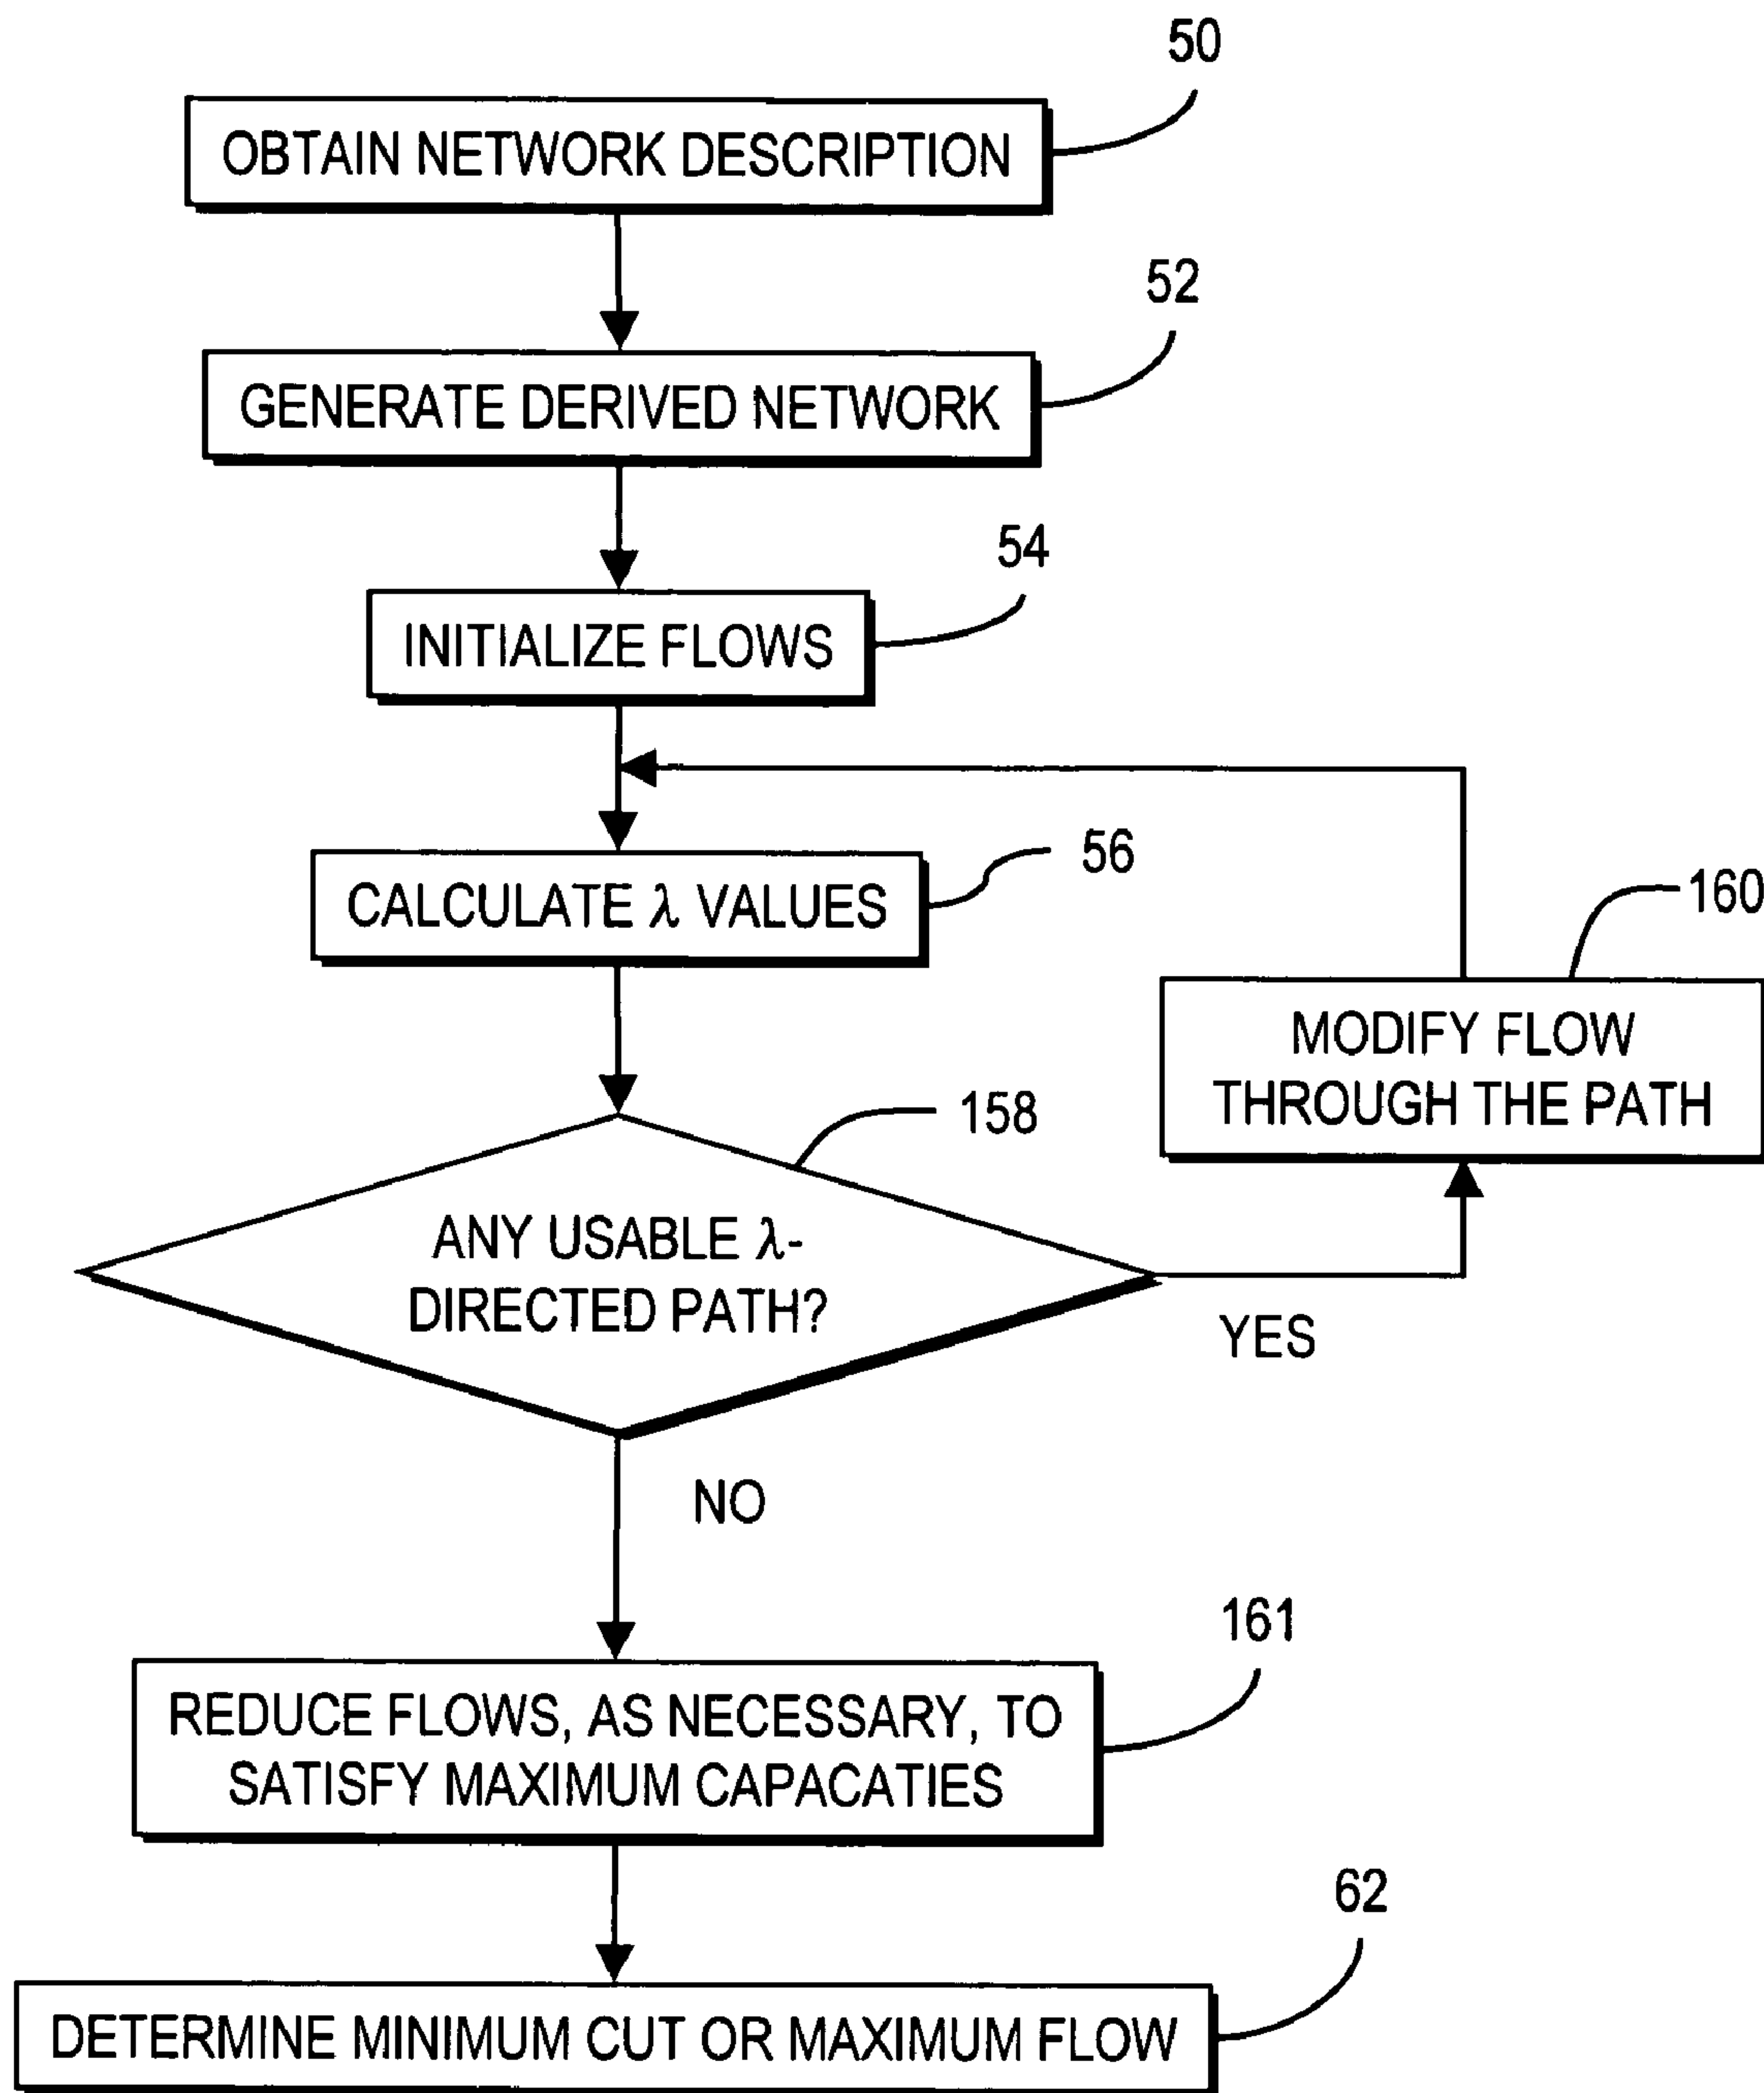 50
OBTAIN NETWORK DESCRIPTION
52
GENERATE DERIVED NETWORK
54
INITIALIZE FLOWS
56
CALCULATE λ VALUES
160
MODIFY FLOW
THROUGH THE PATH
158
ANY USABLE λ-
DIRECTED PATH?
YES
NO
161
REDUCE FLOWS, AS NECESSARY, TO
SATISFY MAXIMUM CAPACATIES
62
DETERMINE MINIMUM CUT OR MAXIMUM FLOW